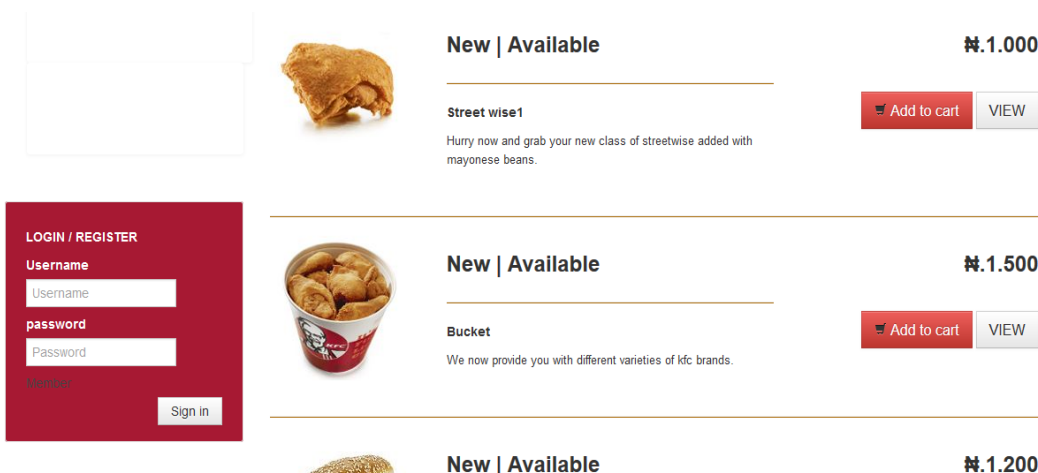 New | Available
₦.1.000
Street wise1
Add to cart
VIEW
Hurry now and grab your new class of streetwise added with
mayonese beans.
LOGIN / REGISTER
Username
Username
password
Password
Member
Sign in
New | Available
₦.1.500
Bucket
Add to cart
VIEW
We now provide you with different varieties of kfc brands.
KFC
New | Available
₦.1.200